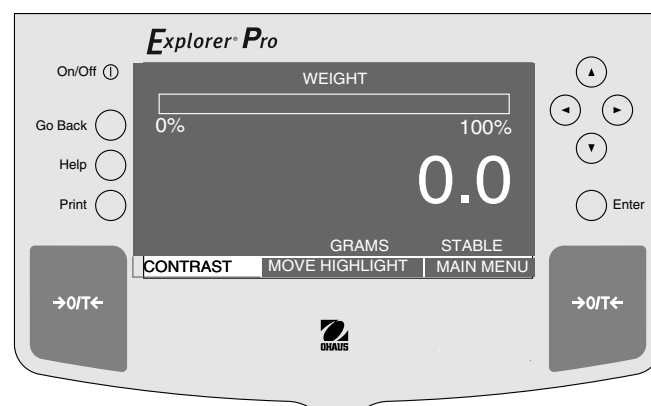 Explorer® Pro
On/Off
WEIGHT
Go Back
0% 100%
Help
0.0
Print
Enter
GRAMS STABLE
CONTRAST MOVE HIGHLIGHT MAIN MENU
→0/T← →0/T←
OHAUS